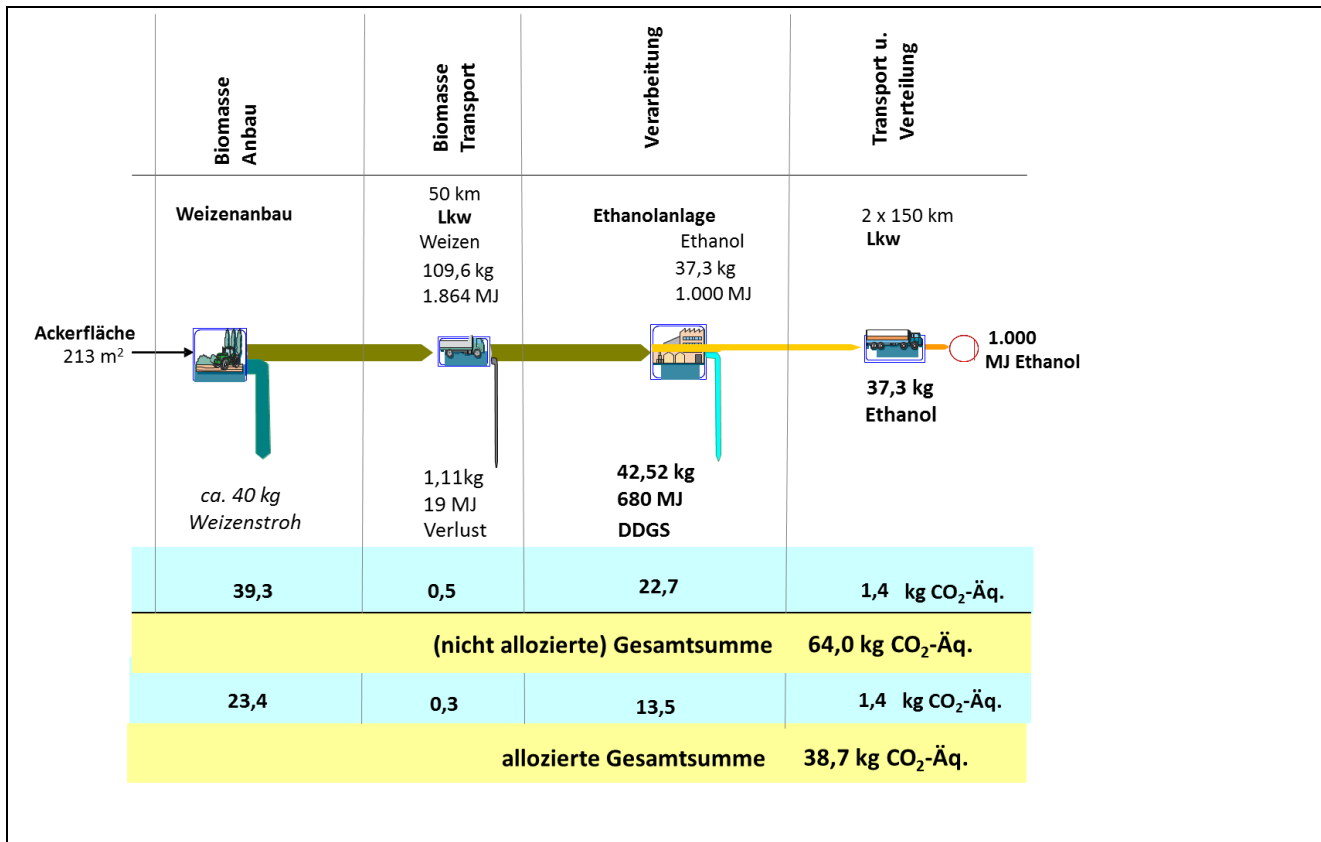 Biomasse
Anbau
Biomasse
Transport
Verarbeitung
Transport u.
Verteilung
Weizenanbau
50 km
Lkw
Weizen
109,6 kg
1.864 MJ
Ethanolanlage
Ethanol
37,3 kg
1.000 MJ
2 x 150 km
Lkw
Ackerfläche
213 m²
1.000
MJ Ethanol
37,3 kg
Ethanol
ca. 40 kg
Weizenstroh
1,11kg
19 MJ
Verlust
42,52 kg
680 MJ
DDGS
39,3 0,5 22,7 1,4 kg CO₂-Äq.
(nicht allozierte) Gesamtsumme 64,0 kg CO₂-Äq.
23,4 0,3 13,5 1,4 kg CO₂-Äq.
allozierte Gesamtsumme 38,7 kg CO₂-Äq.